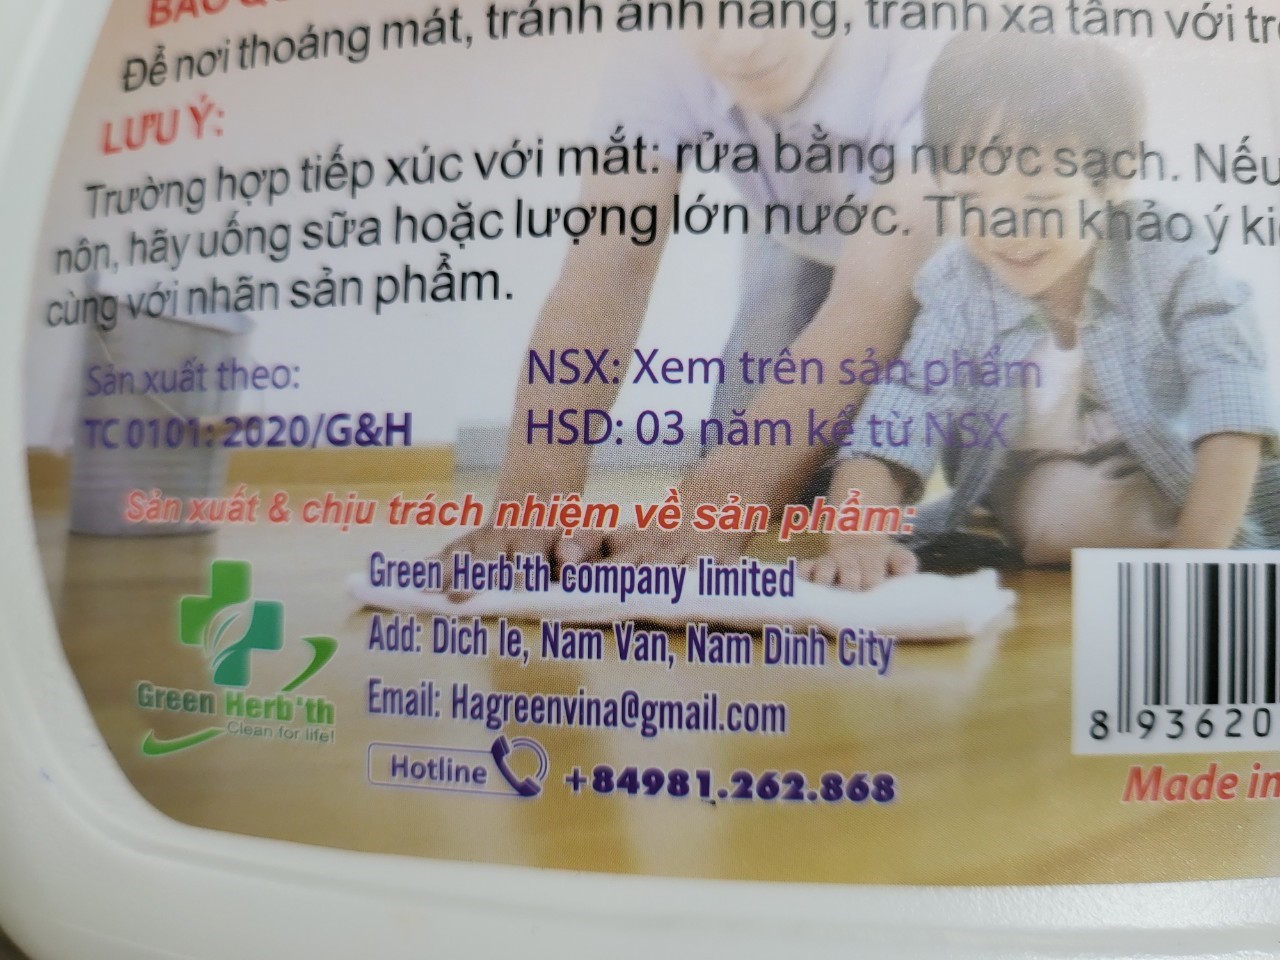 Để nơi thoáng mát, tránh ánh nắng, tránh xa tầm với
LƯU Ý:
Trường hợp tiếp xúc với mắt: rửa bằng nước sạch. Nếu
nôn, hãy uống sữa hoặc lượng lớn nước. Tham khảo ý
cùng với nhãn sản phẩm.
Sản xuất theo:
TC 0101: 2020/G&H
NSX: Xem trên sản phẩm
HSD: 03 năm kể từ NSX
Sản xuất & chịu trách nhiệm về sản phẩm:
Green Herb'th company limited
Add: Dich le, Nam Van, Nam Dinh City
Email: Hagreenvina@gmail.com
Hotline +84981.262.868
Green Herb'th
Clean for life!
8 93620
Made in